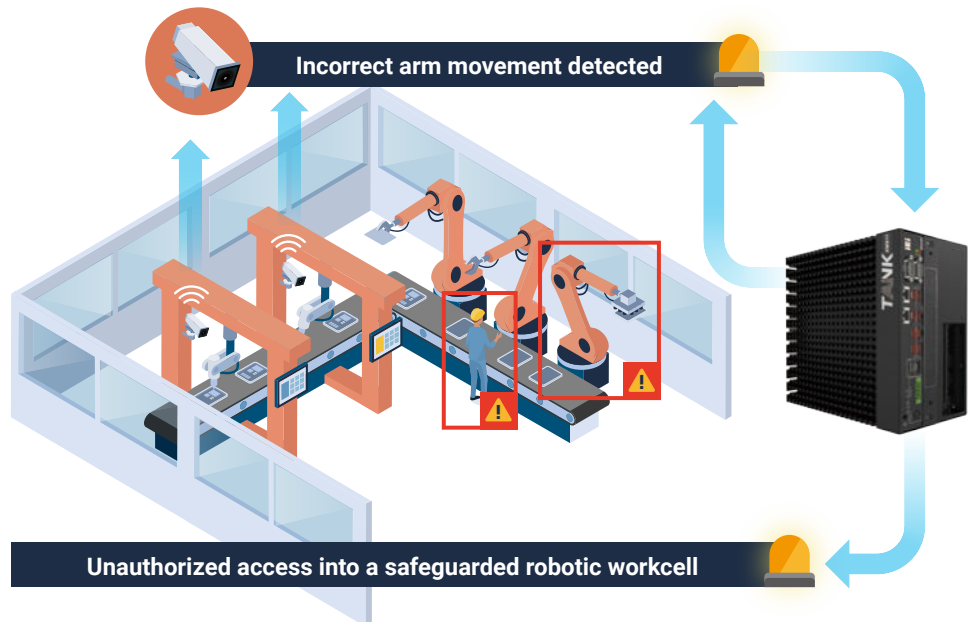 Incorrect arm movement detected
TANK
Unauthorized access into a safeguarded robotic workcell